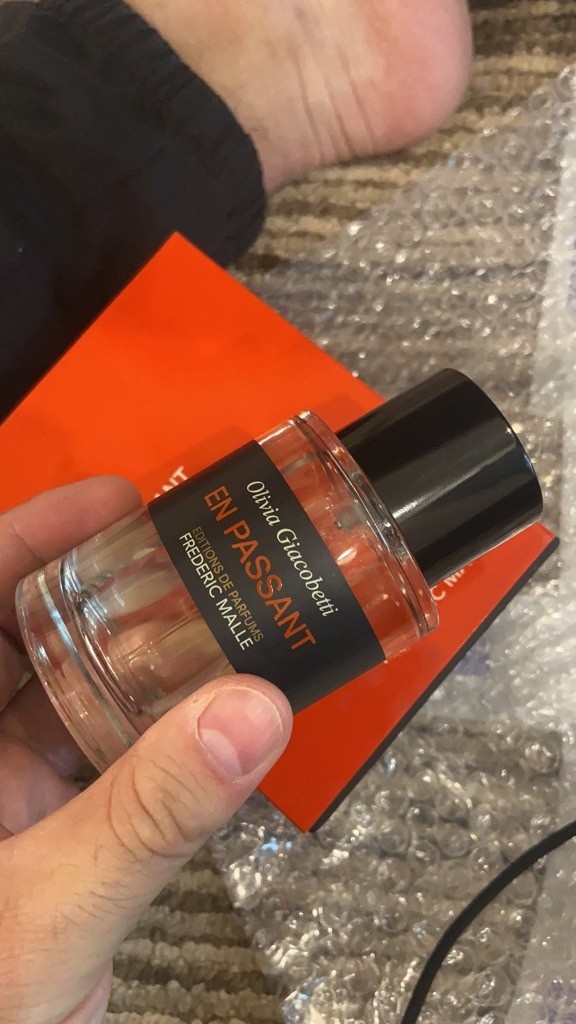 Olivia Giacobetti
EN PASSANT
EDITIONS DE PARFUMS
FREDERIC MALLE